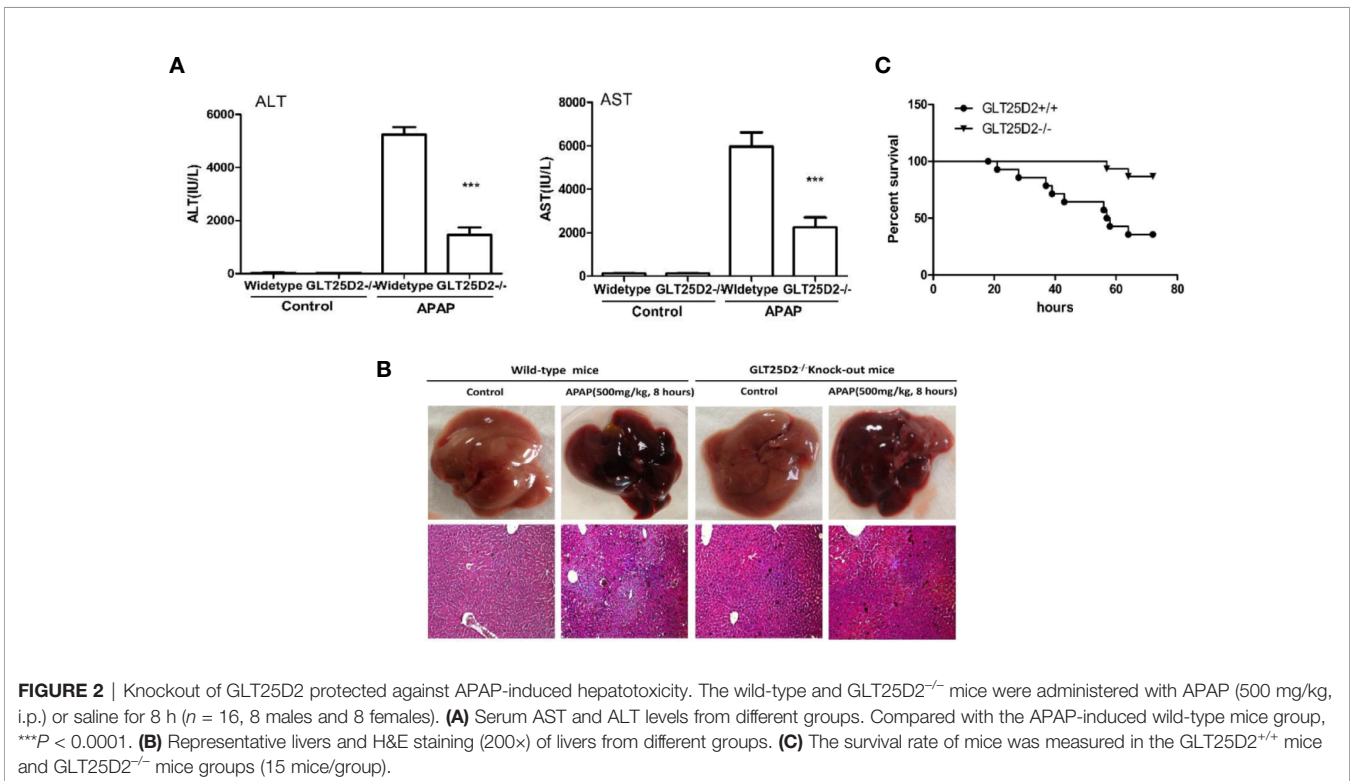 A
ALT
ALT(IU/L)
6000
4000
2000
0
Widetype GLT25D2-/- Widetype GLT25D2-/-
Control APAP
AST
AST(IU/L)
8000
6000
4000
2000
0
***
***
Widetype GLT25D2-/- Widetype GLT25D2-/-
Control APAP
C
GLT25D2+/+
GLT25D2-/-
Percent survival
150
100
50
0
0 20 40 60 80
hours
B
Wild-type mice GLT25D2-/-Knock-out mice
Control APAP(500mg/kg, 8 hours) Control APAP(500mg/kg, 8 hours)
FIGURE 2 | Knockout of GLT25D2 protected against APAP-induced hepatotoxicity. The wild-type and GLT25D2–/– mice were administered with APAP (500 mg/kg,
i.p.) or saline for 8 h (n = 16, 8 males and 8 females). (A) Serum AST and ALT levels from different groups. Compared with the APAP-induced wild-type mice group,
***P < 0.0001. (B) Representative livers and H&E staining (200×) of livers from different groups. (C) The survival rate of mice was measured in the GLT25D2+/+ mice
and GLT25D2–/– mice groups (15 mice/group).